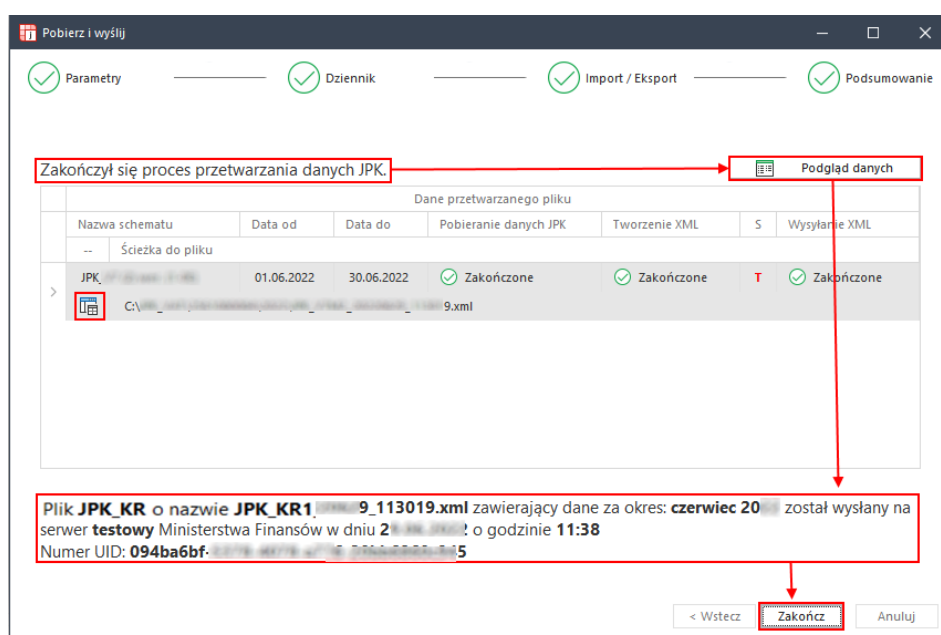 Pobierz i wyślij
Parametry Dziennik Import / Eksport Podsumowanie
Zakończył się proces przetwarzania danych JPK. Podgląd danych
Dane przetwarzanego pliku
Nazwa schematu Data od Data do Pobieranie danych JPK Tworzenie XML S Wysyłanie XML
-- Ścieżka do pliku
JPK_ 01.06.2022 30.06.2022 Zakończone Zakończone T Zakończone
C:\ 9.xml
Plik JPK_KR o nazwie JPK_KR1 9_113019.xml zawierający dane za okres: czerwiec 20 został wysłany na
serwer testowy Ministerstwa Finansów w dniu 2 o godzinie 11:38
Numer UID: 094ba6bf- 5
< Wstecz Zakończ Anuluj